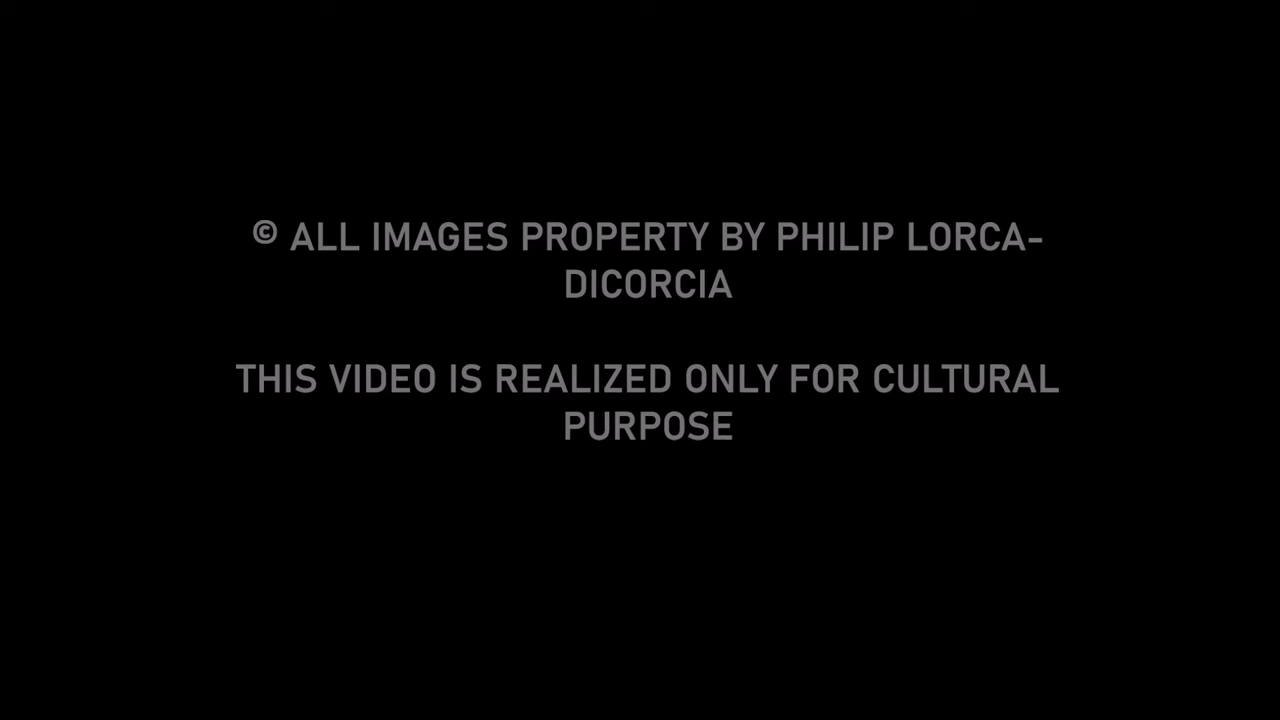 © ALL IMAGES PROPERTY BY PHILIP LORCA-
DICORCIA
THIS VIDEO IS REALIZED ONLY FOR CULTURAL
PURPOSE